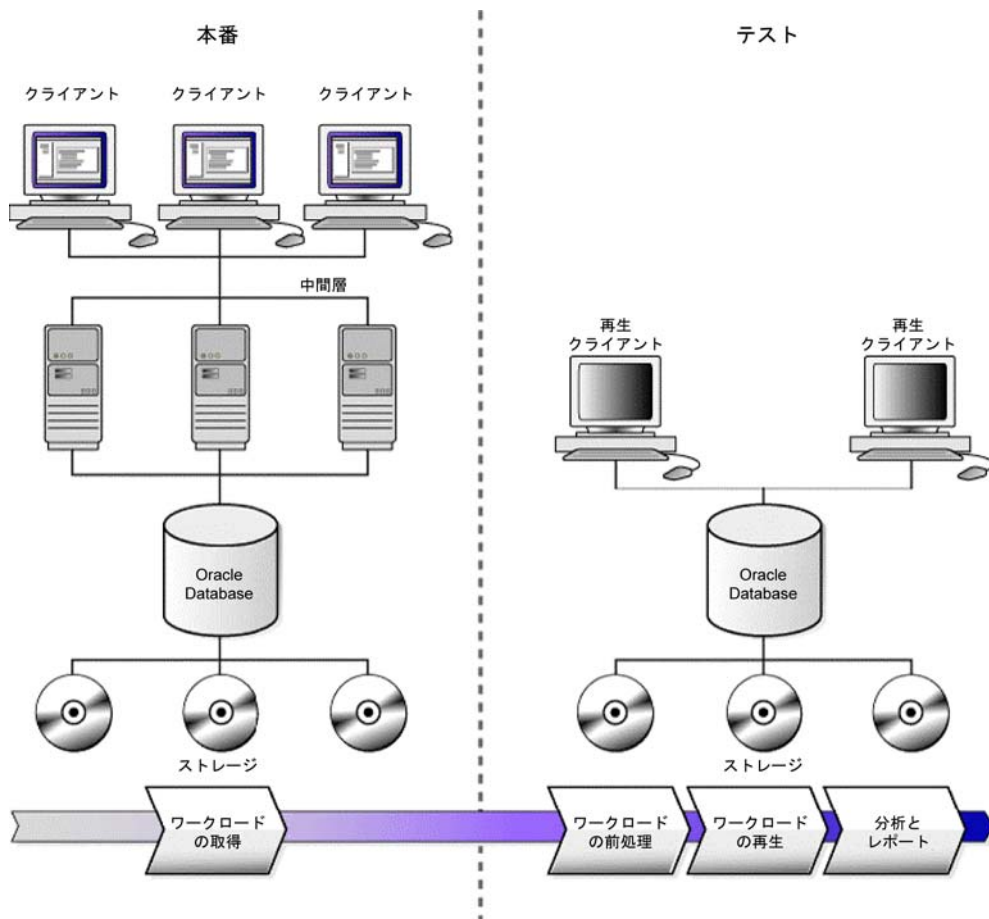 本番
テスト
クライアント
クライアント
クライアント
中間層
再生
クライアント
再生
クライアント
Oracle
Database
Oracle
Database
ストレージ
ストレージ
ワークロード
の取得
ワークロード
の前処理
ワークロード
の再生
分析と
レポート